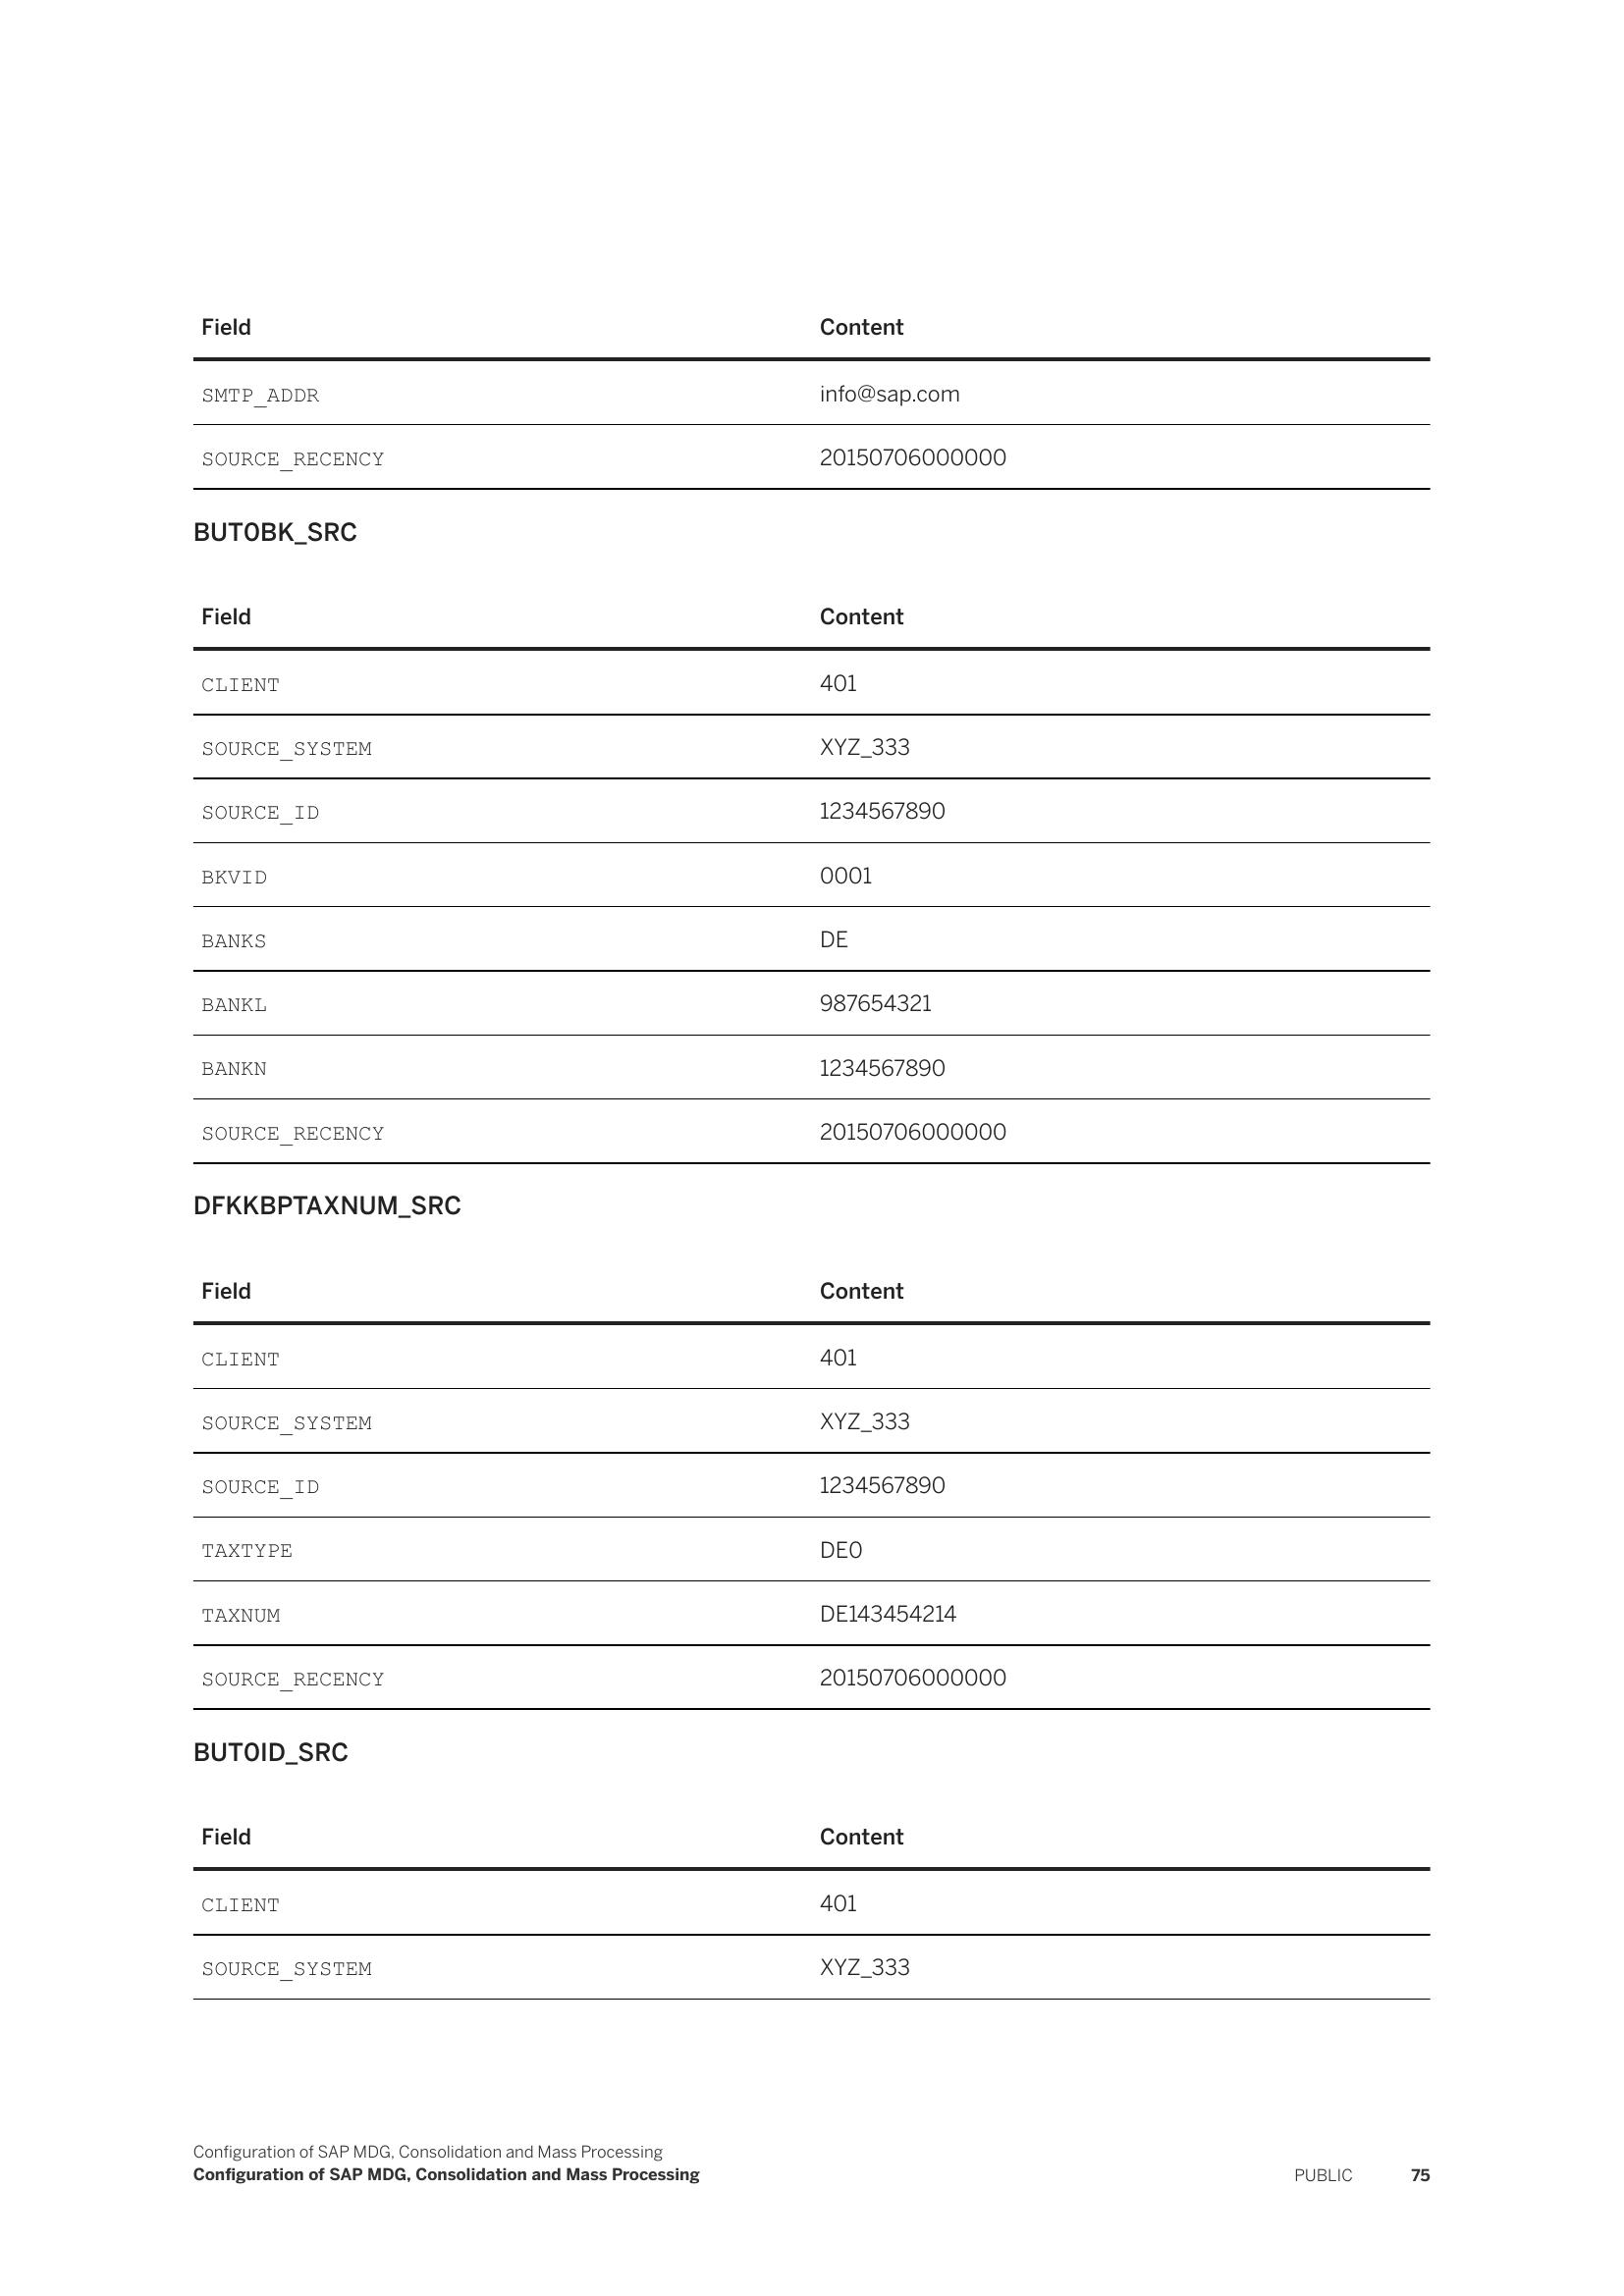 Field Content
SMTP_ADDR info@sap.com
SOURCE_RECENCY 20150706000000
BUT0BK_SRC
Field Content
CLIENT 401
SOURCE_SYSTEM XYZ_333
SOURCE_ID 1234567890
BKVID 0001
BANKS DE
BANKL 987654321
BANKN 1234567890
SOURCE_RECENCY 20150706000000
DFKKBPTAXNUM_SRC
Field Content
CLIENT 401
SOURCE_SYSTEM XYZ_333
SOURCE_ID 1234567890
TAXTYPE DE0
TAXNUM DE143454214
SOURCE_RECENCY 20150706000000
BUT0ID_SRC
Field Content
CLIENT 401
SOURCE_SYSTEM XYZ_333
Configuration of SAP MDG, Consolidation and Mass Processing
Configuration of SAP MDG, Consolidation and Mass Processing PUBLIC 75